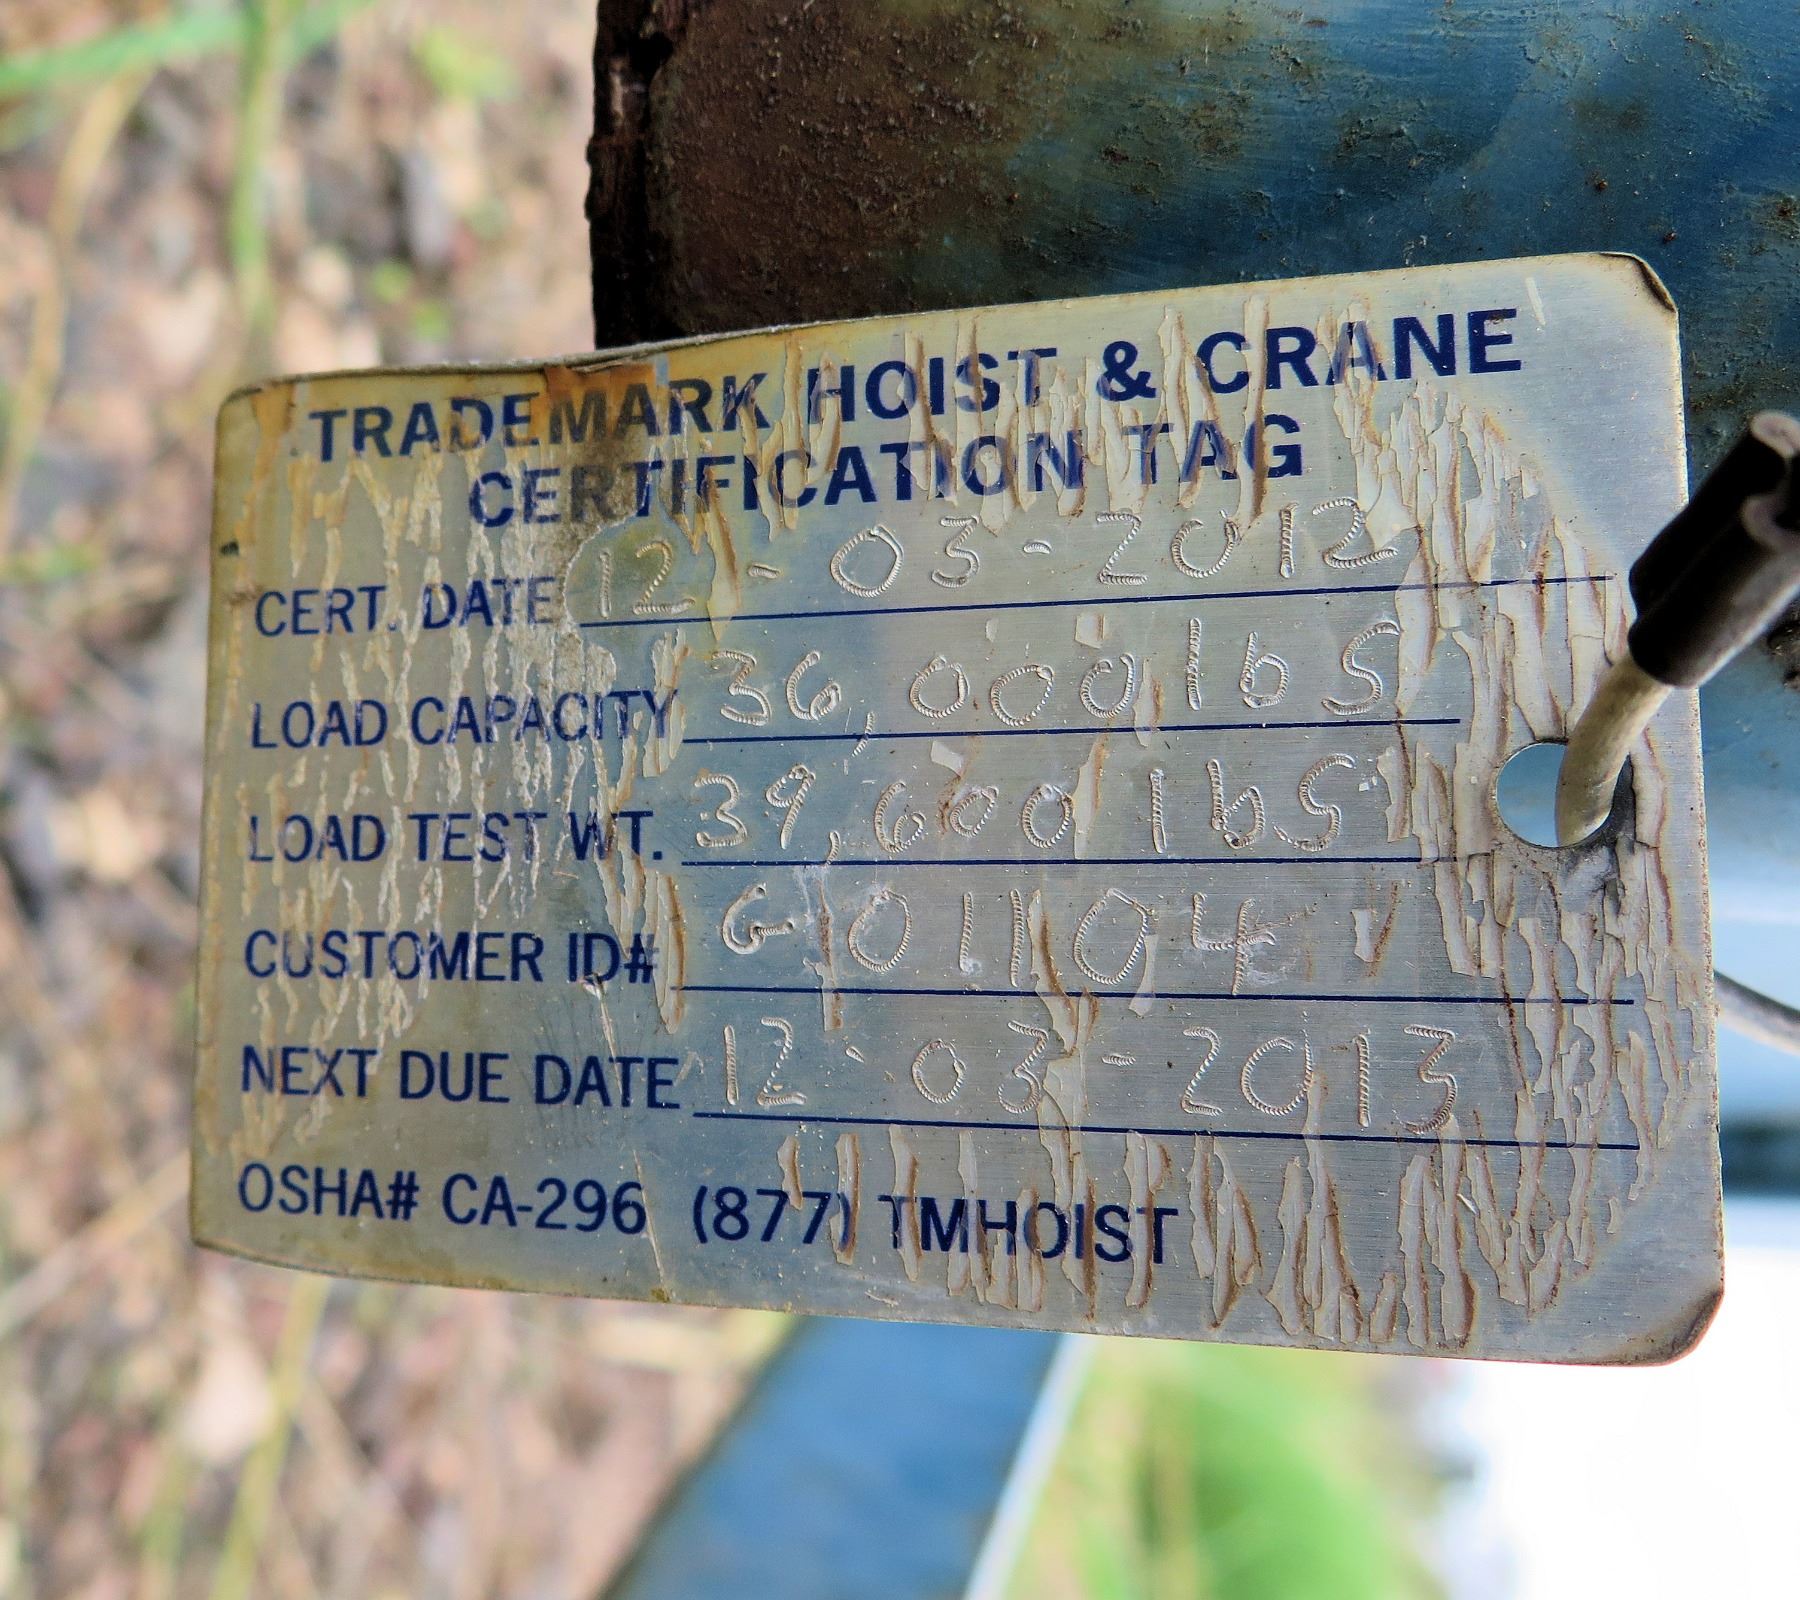 TRADEMARK HOIST & CRANE
CERTIFICATION TAG
CERT. DATE 12-03-2012
LOAD CAPACITY 36,000 lbs
LOAD TEST WT. 39,600 lbs
CUSTOMER ID# G01104
NEXT DUE DATE 12-03-2013
OSHA# CA-296 (877) TMHOIST